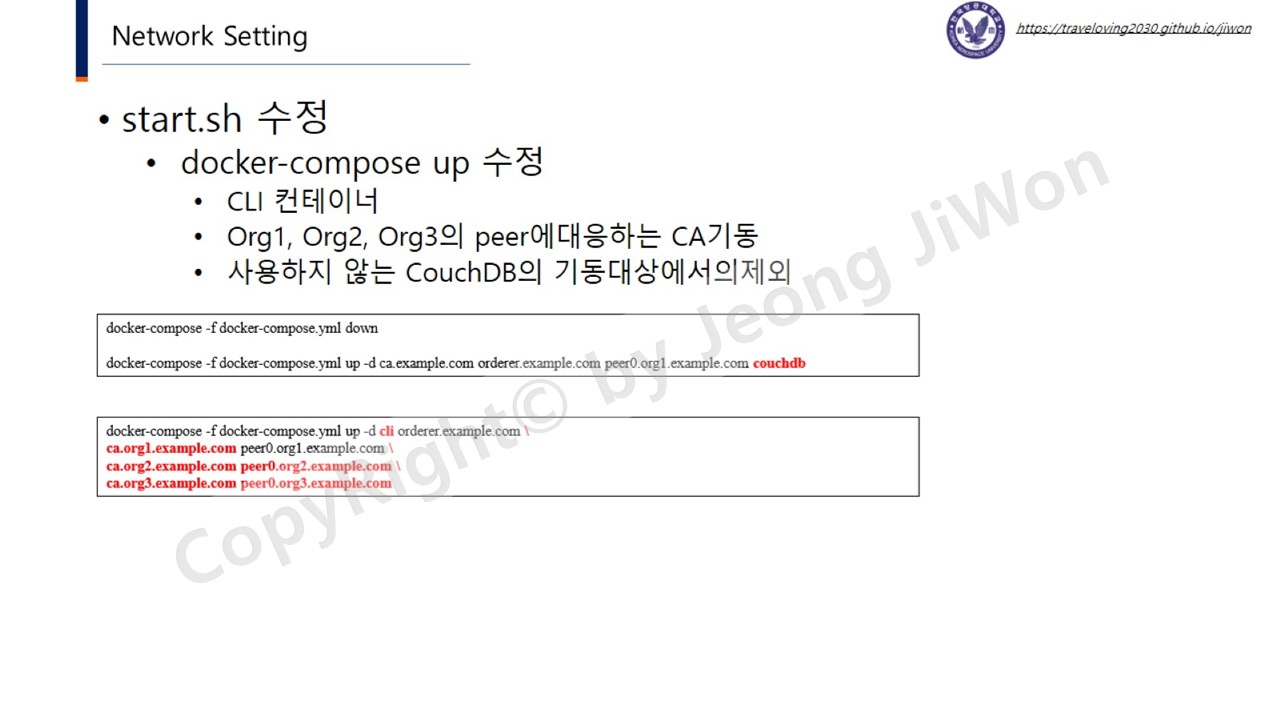 Network Setting
https://traveloving2030.github.io/jiwon
• start.sh 수정
• docker-compose up 수정
• CLI 컨테이너
• Org1, Org2, Org3의 peer에대응하는 CA기동
• 사용하지 않는 CouchDB의 기동대상에서의제외
docker-compose -f docker-compose.yml down
docker-compose -f docker-compose.yml up -d ca.example.com orderer.example.com peer0.org1.example.com couchdb
docker-compose -f docker-compose.yml up -d cli orderer.example.com \
ca.org1.example.com peer0.org1.example.com \
ca.org2.example.com peer0.org2.example.com \
ca.org3.example.com peer0.org3.example.com
CopyRight© by Jeong JiWon